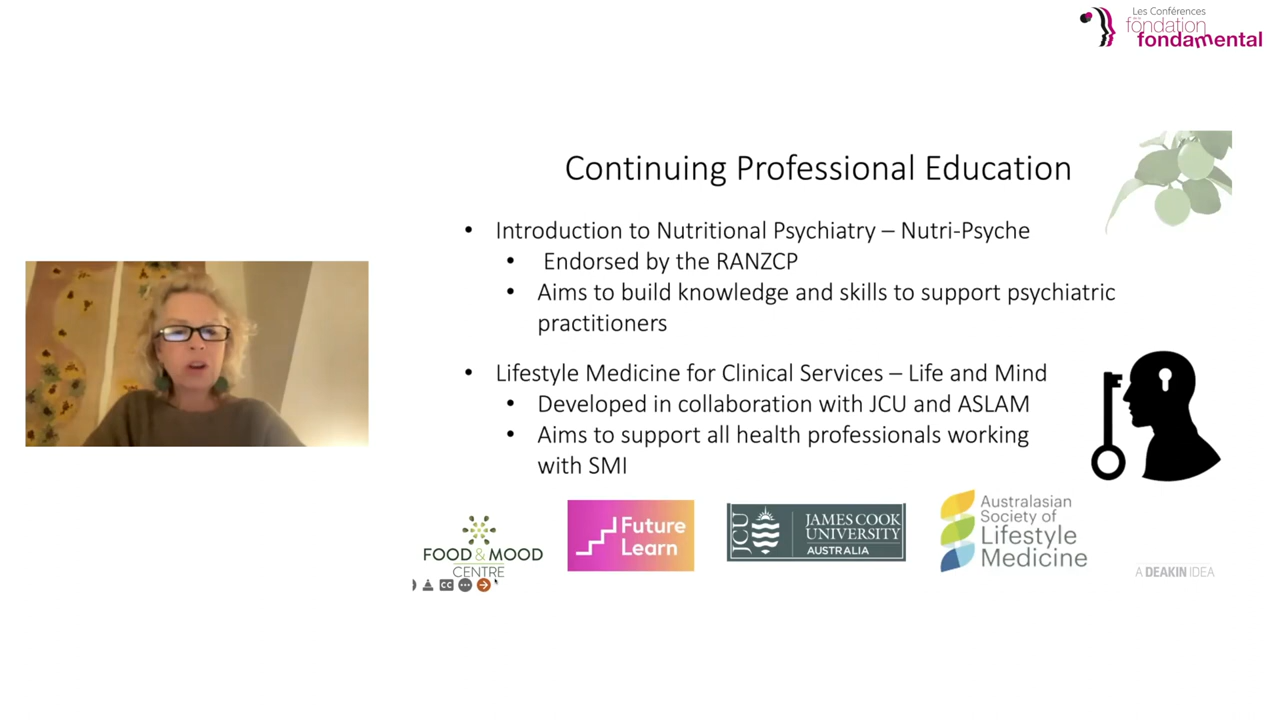 Les Conférences
fondation
fondamental
Continuing Professional Education
• Introduction to Nutritional Psychiatry – Nutri-Psyche
• Endorsed by the RANZCP
• Aims to build knowledge and skills to support psychiatric
practitioners
• Lifestyle Medicine for Clinical Services – Life and Mind
• Developed in collaboration with JCU and ASLAM
• Aims to support all health professionals working
with SMI
FOOD & MOOD
CENTRE
CC
Future
Learn
JCU
JAMES COOK
UNIVERSITY
AUSTRALIA
Australasian
Society of
Lifestyle
Medicine
A DEAKIN IDEA